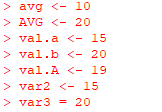 > avg <- 10
> AVG <- 20
> val.a <- 15
> val.b <- 20
> val.A <- 19
> var2 <- 15
> var3 = 20